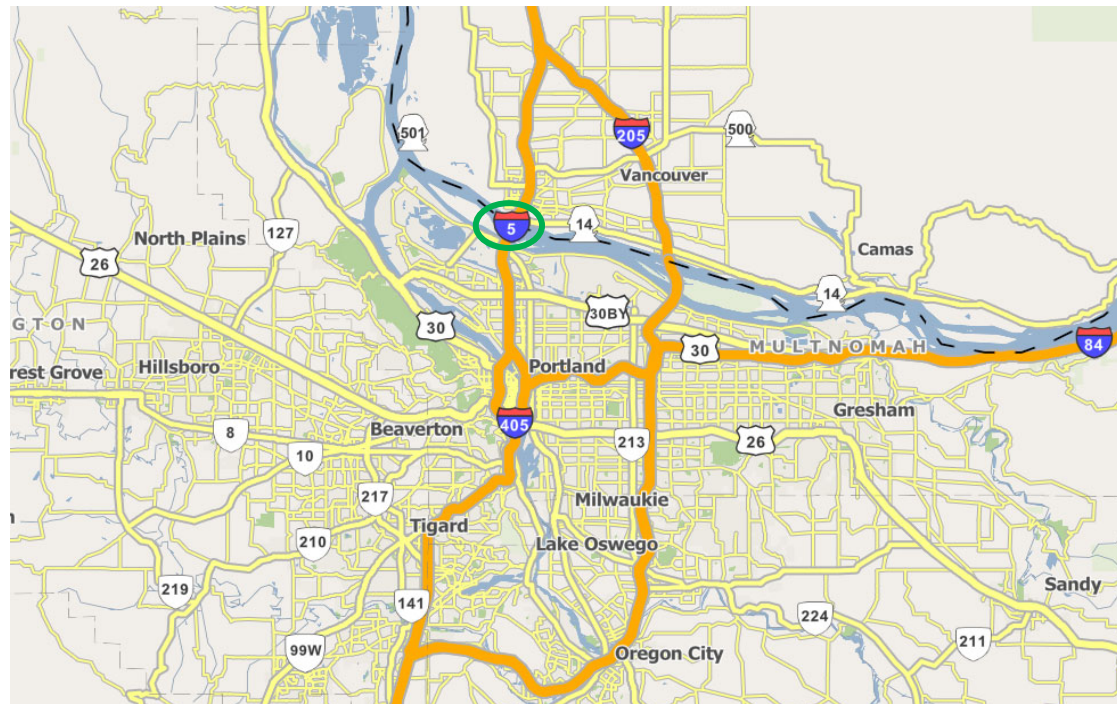 501
205
500
Vancouver
5
14
127
North Plains
26
Camas
14
30BY
NGTON
30
30
MULTNOMAH
84
rest Grove
Hillsboro
Portland
Gresham
405
Beaverton
8
213
26
10
217
Milwaukie
Tigard
210
Lake Oswego
219
141
Sandy
224
211
99W
Oregon City